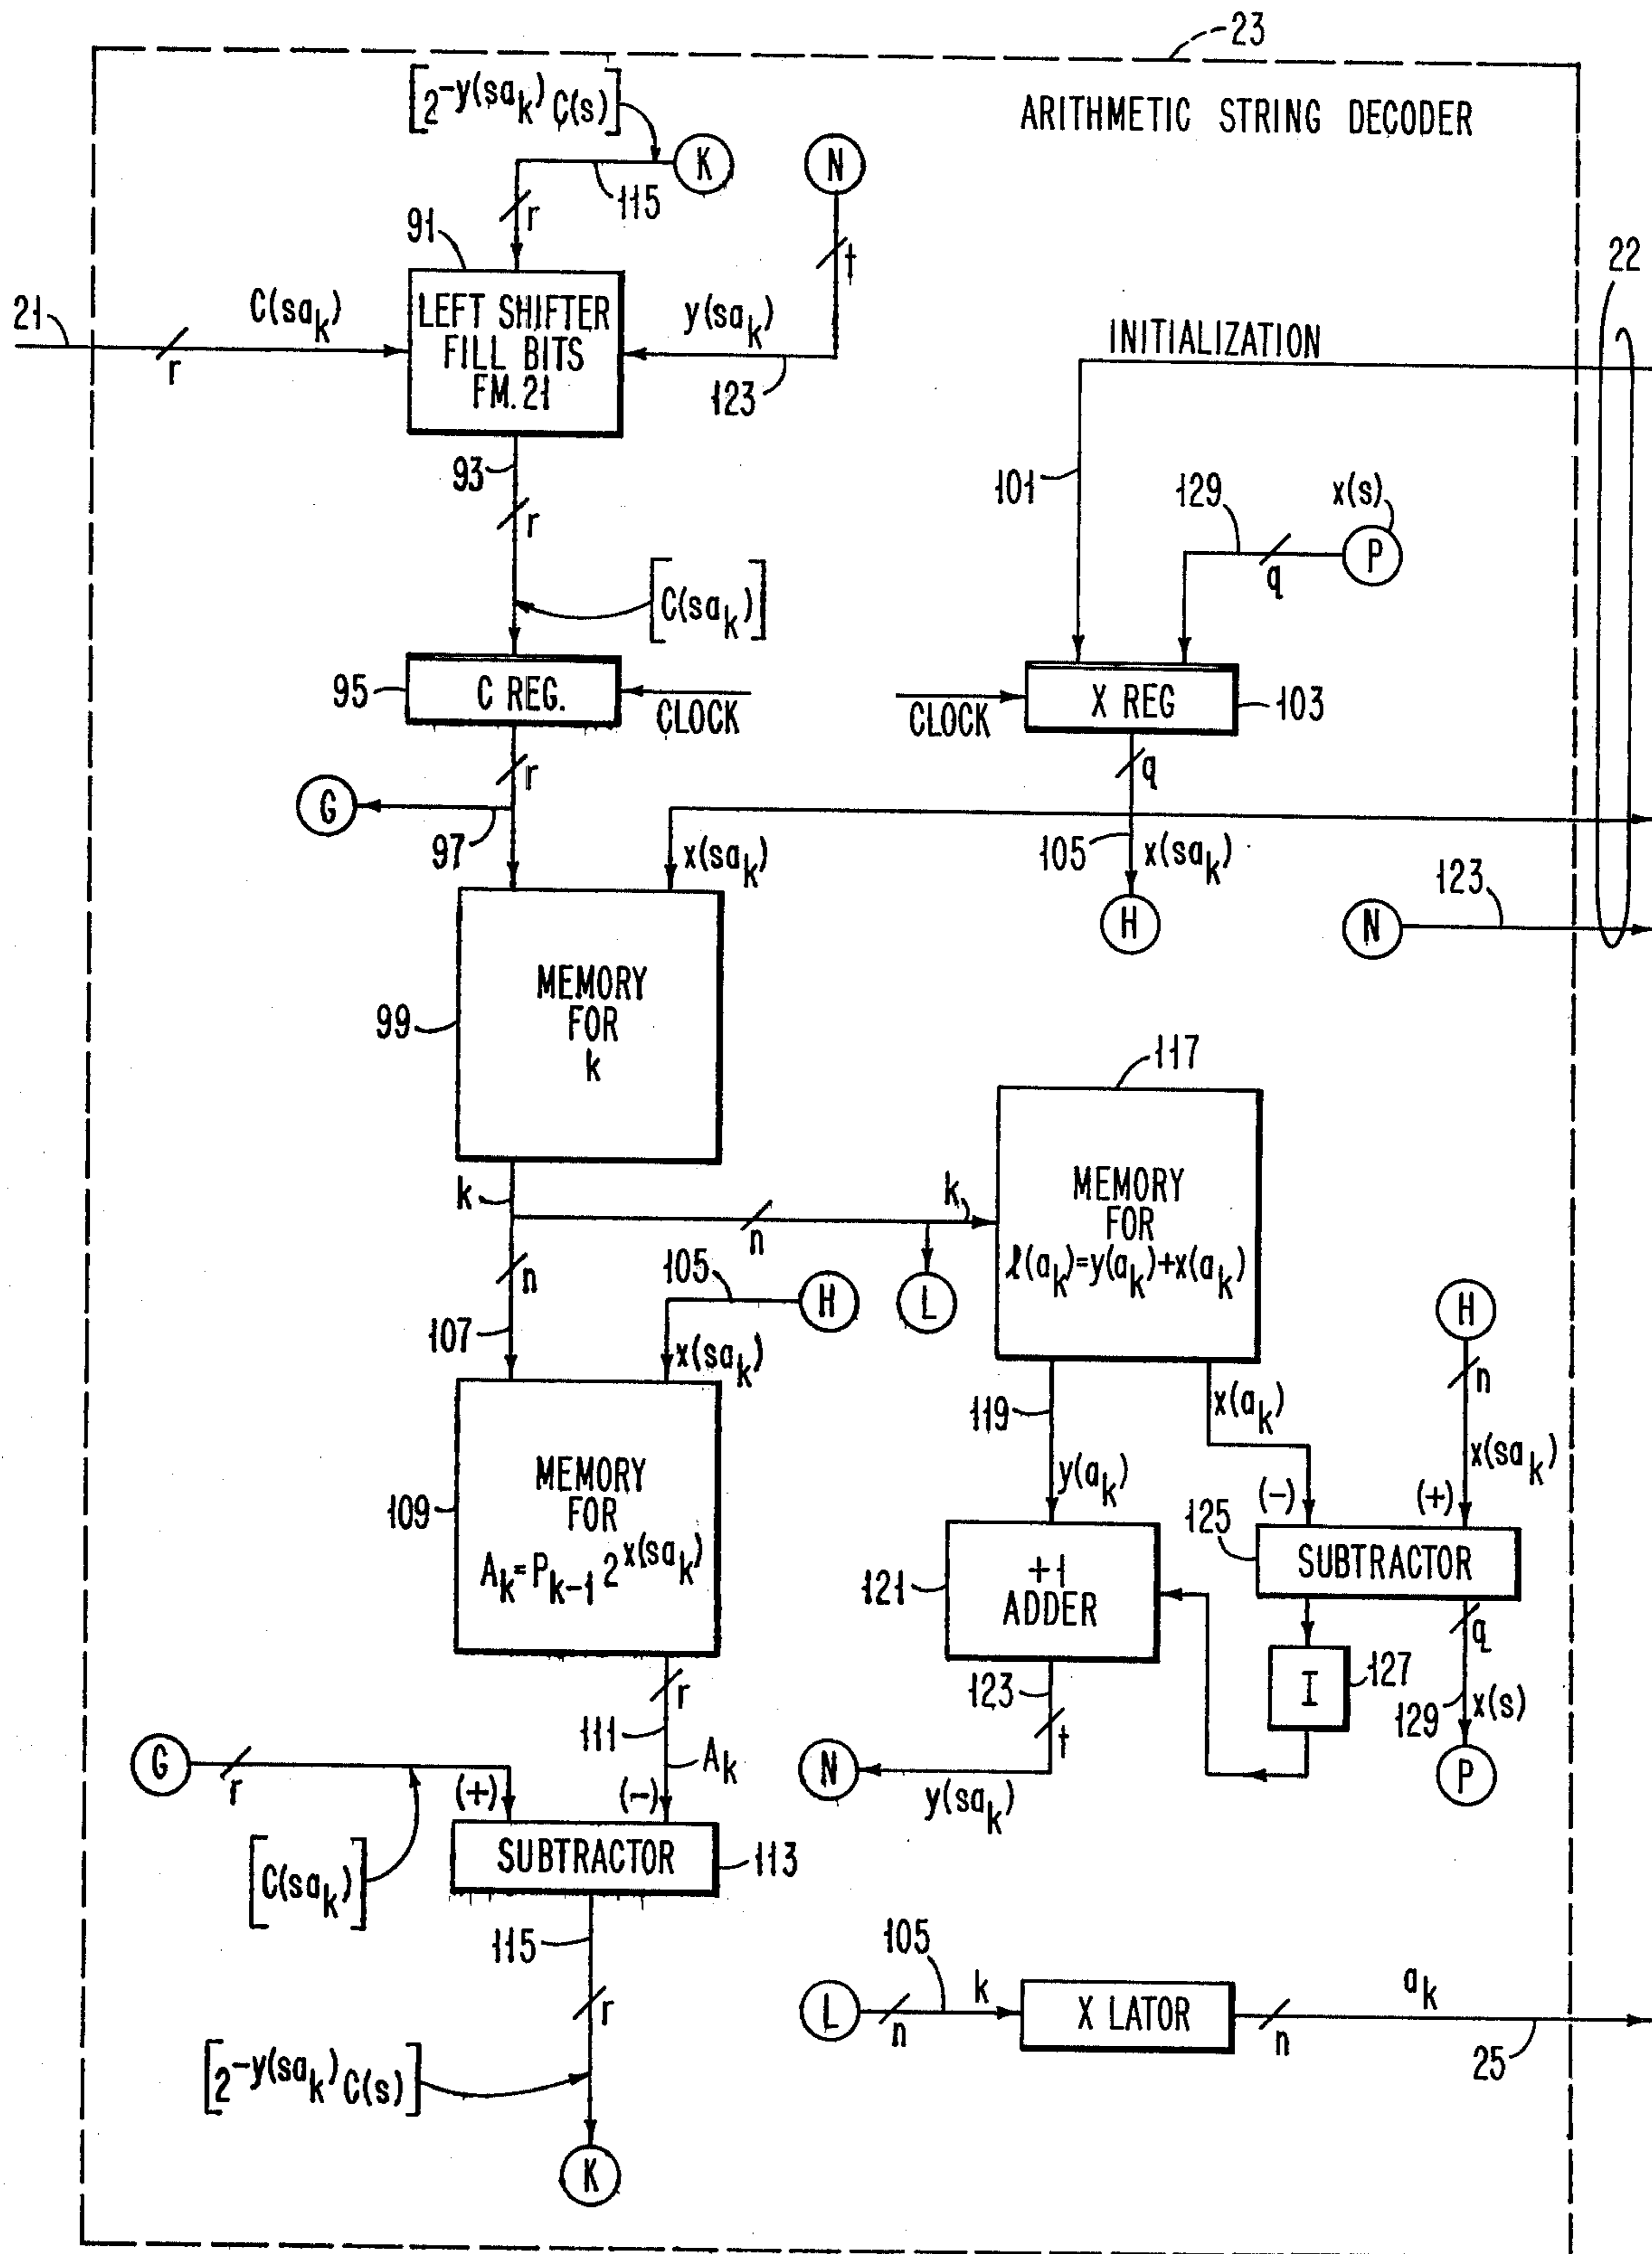 23
[2^-y(sa_k) C(s)]
ARITHMETIC STRING DECODER
K
N
115
r
t
91
22
21
C(sa_k)
r
LEFT SHIFTER
FILL BITS
FM.21
y(sa_k)
123
INITIALIZATION
93
r
101
129
x(s)
P
q
[C(sa_k)]
95
C REG.
CLOCK
CLOCK
X REG
103
r
q
G
97
x(sa_k)
105
x(sa_k)
H
N
123
99
MEMORY
FOR
k
117
k
n
k
MEMORY
FOR
ℓ(a_k)=y(a_k)+x(a_k)
n
107
105
H
L
H
x(sa_k)
n
119
x(a_k)
x(sa_k)
109
MEMORY
FOR
A_k=P_k-1 2^x(sa_k)
y(a_k)
(-)
(+)
125
SUBTRACTOR
121
+1
ADDER
q
I
127
r
111
A_k
123
t
129
x(s)
G
r
(+)
(-)
N
y(sa_k)
P
[C(sa_k)]
SUBTRACTOR
113
115
105
r
L
n
k
X LATOR
n
a_k
25
[2^-y(sa_k) C(s)]
K